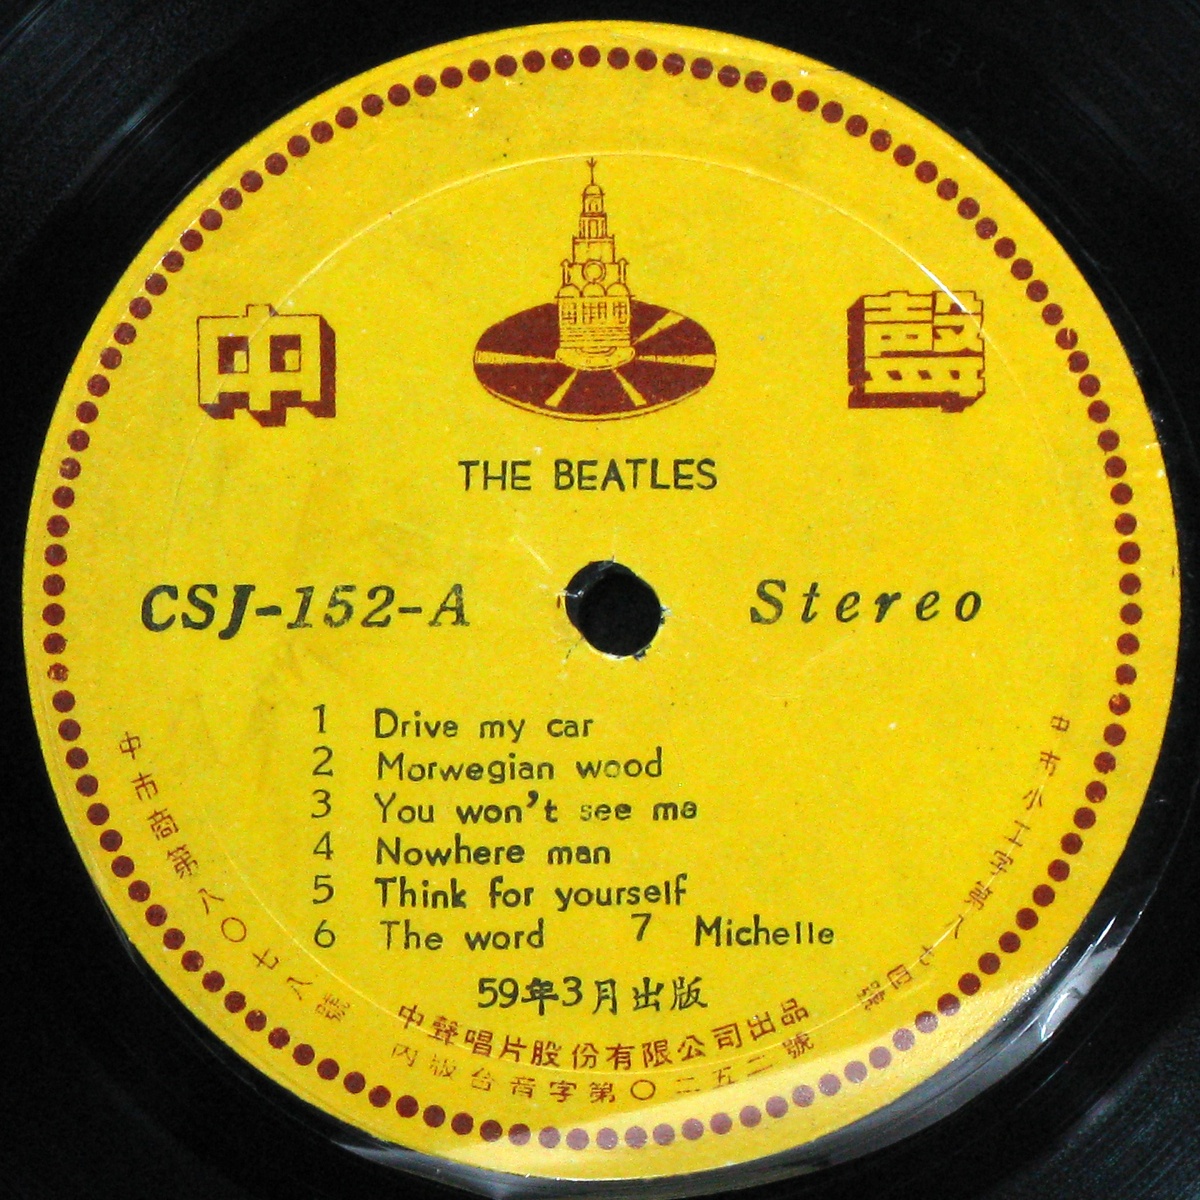 中聲
THE BEATLES
CSJ-152-A
Stereo
1 Drive my car
2 Morwegian wood
3 You won't see me
4 Nowhere man
5 Think for yourself
6 The word 7 Michelle
59年3月出版
中聲唱片股份有限公司出品
內版台音字第〇二五二號
中市商第八〇七八號